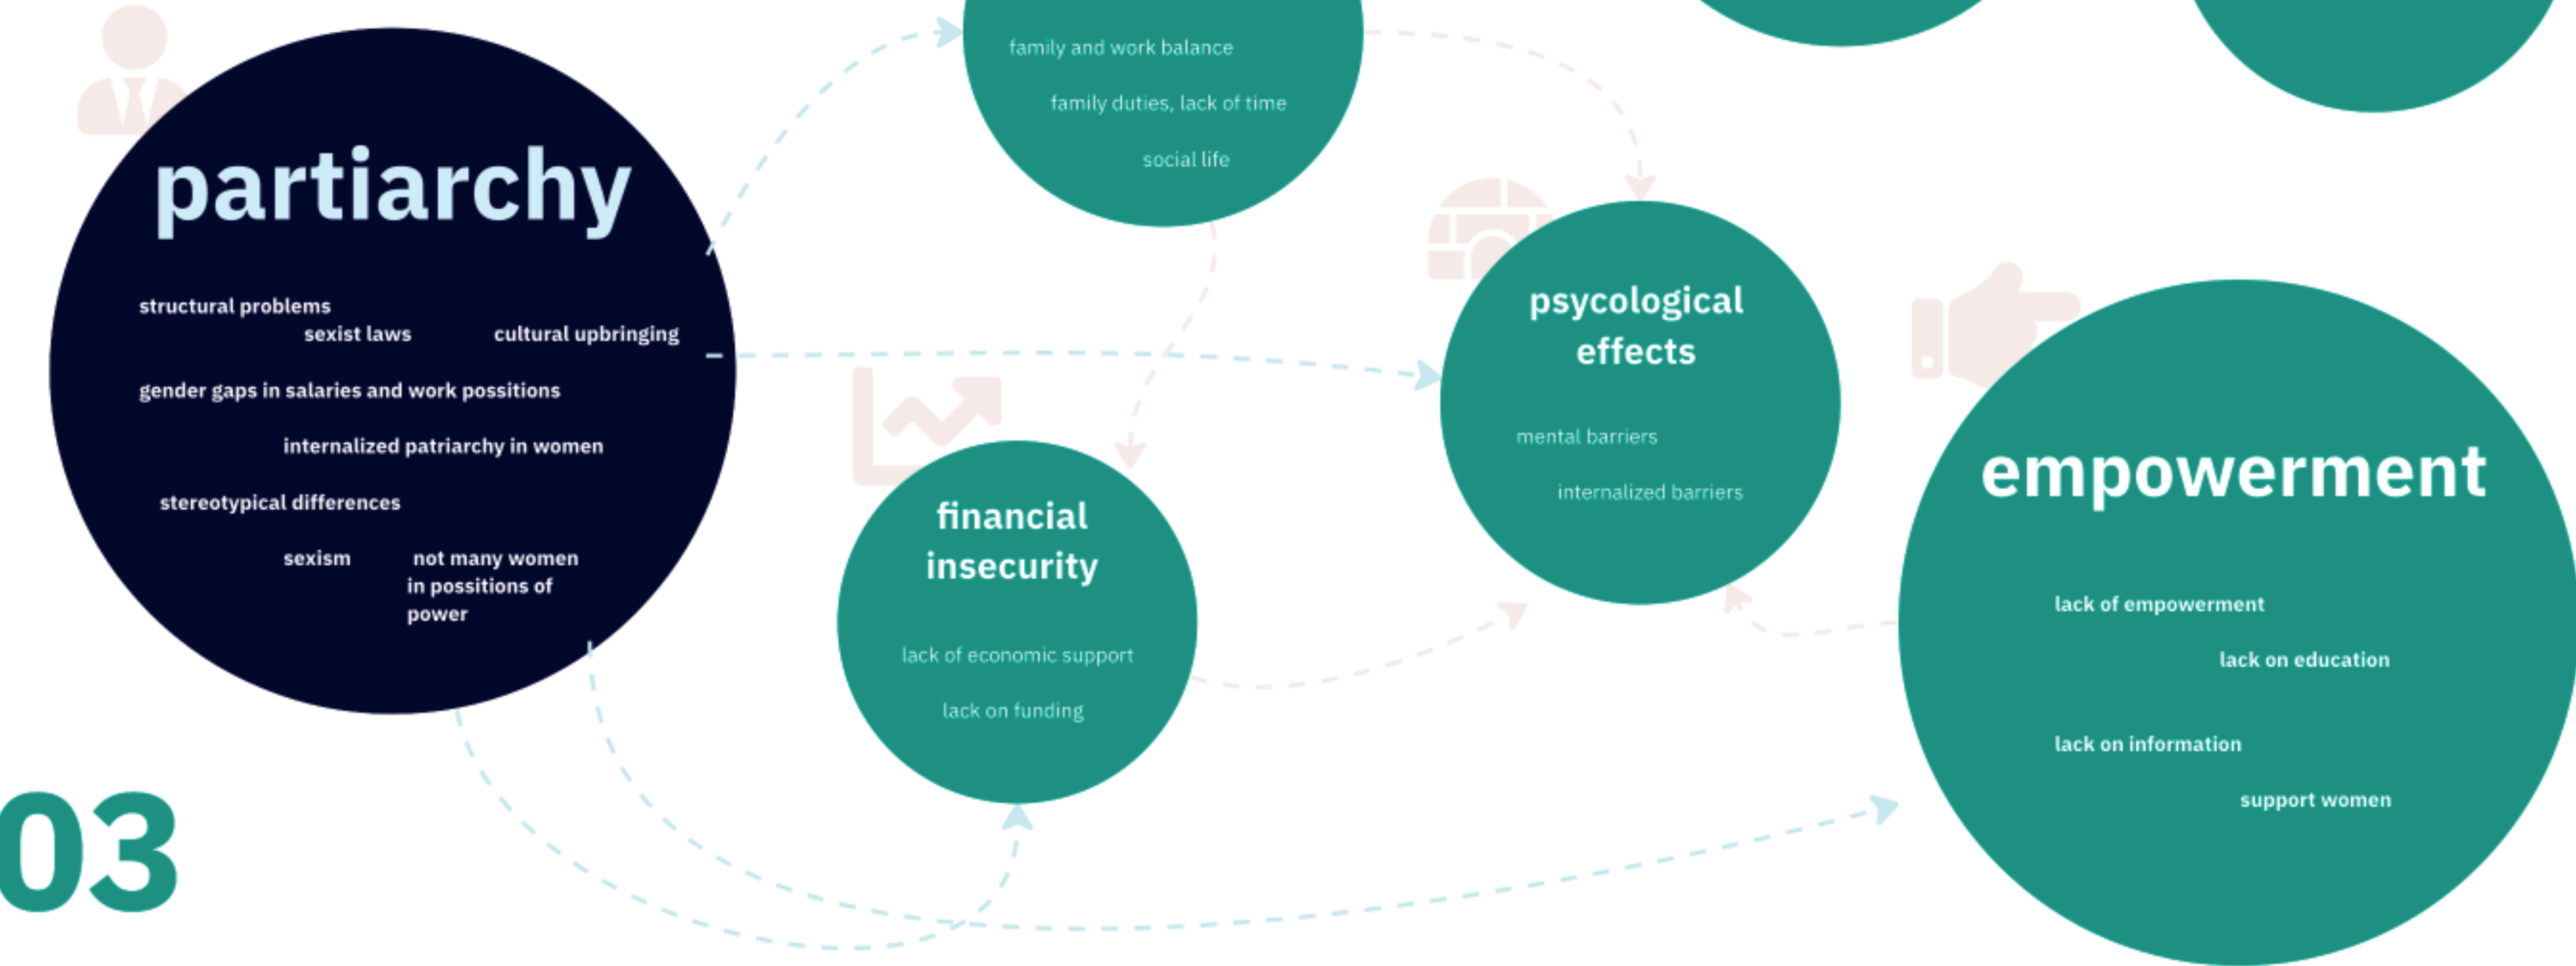 partiarchy
structural problems
sexist laws
cultural upbringing
gender gaps in salaries and work possitions
internalized patriarchy in women
stereotypical differences
sexism
not many women
in possitions of
power
03
family and work balance
family duties, lack of time
social life
financial
insecurity
lack of economic support
lack on funding
psycological
effects
mental barriers
internalized barriers
empowerment
lack of empowerment
lack on education
lack on information
support women